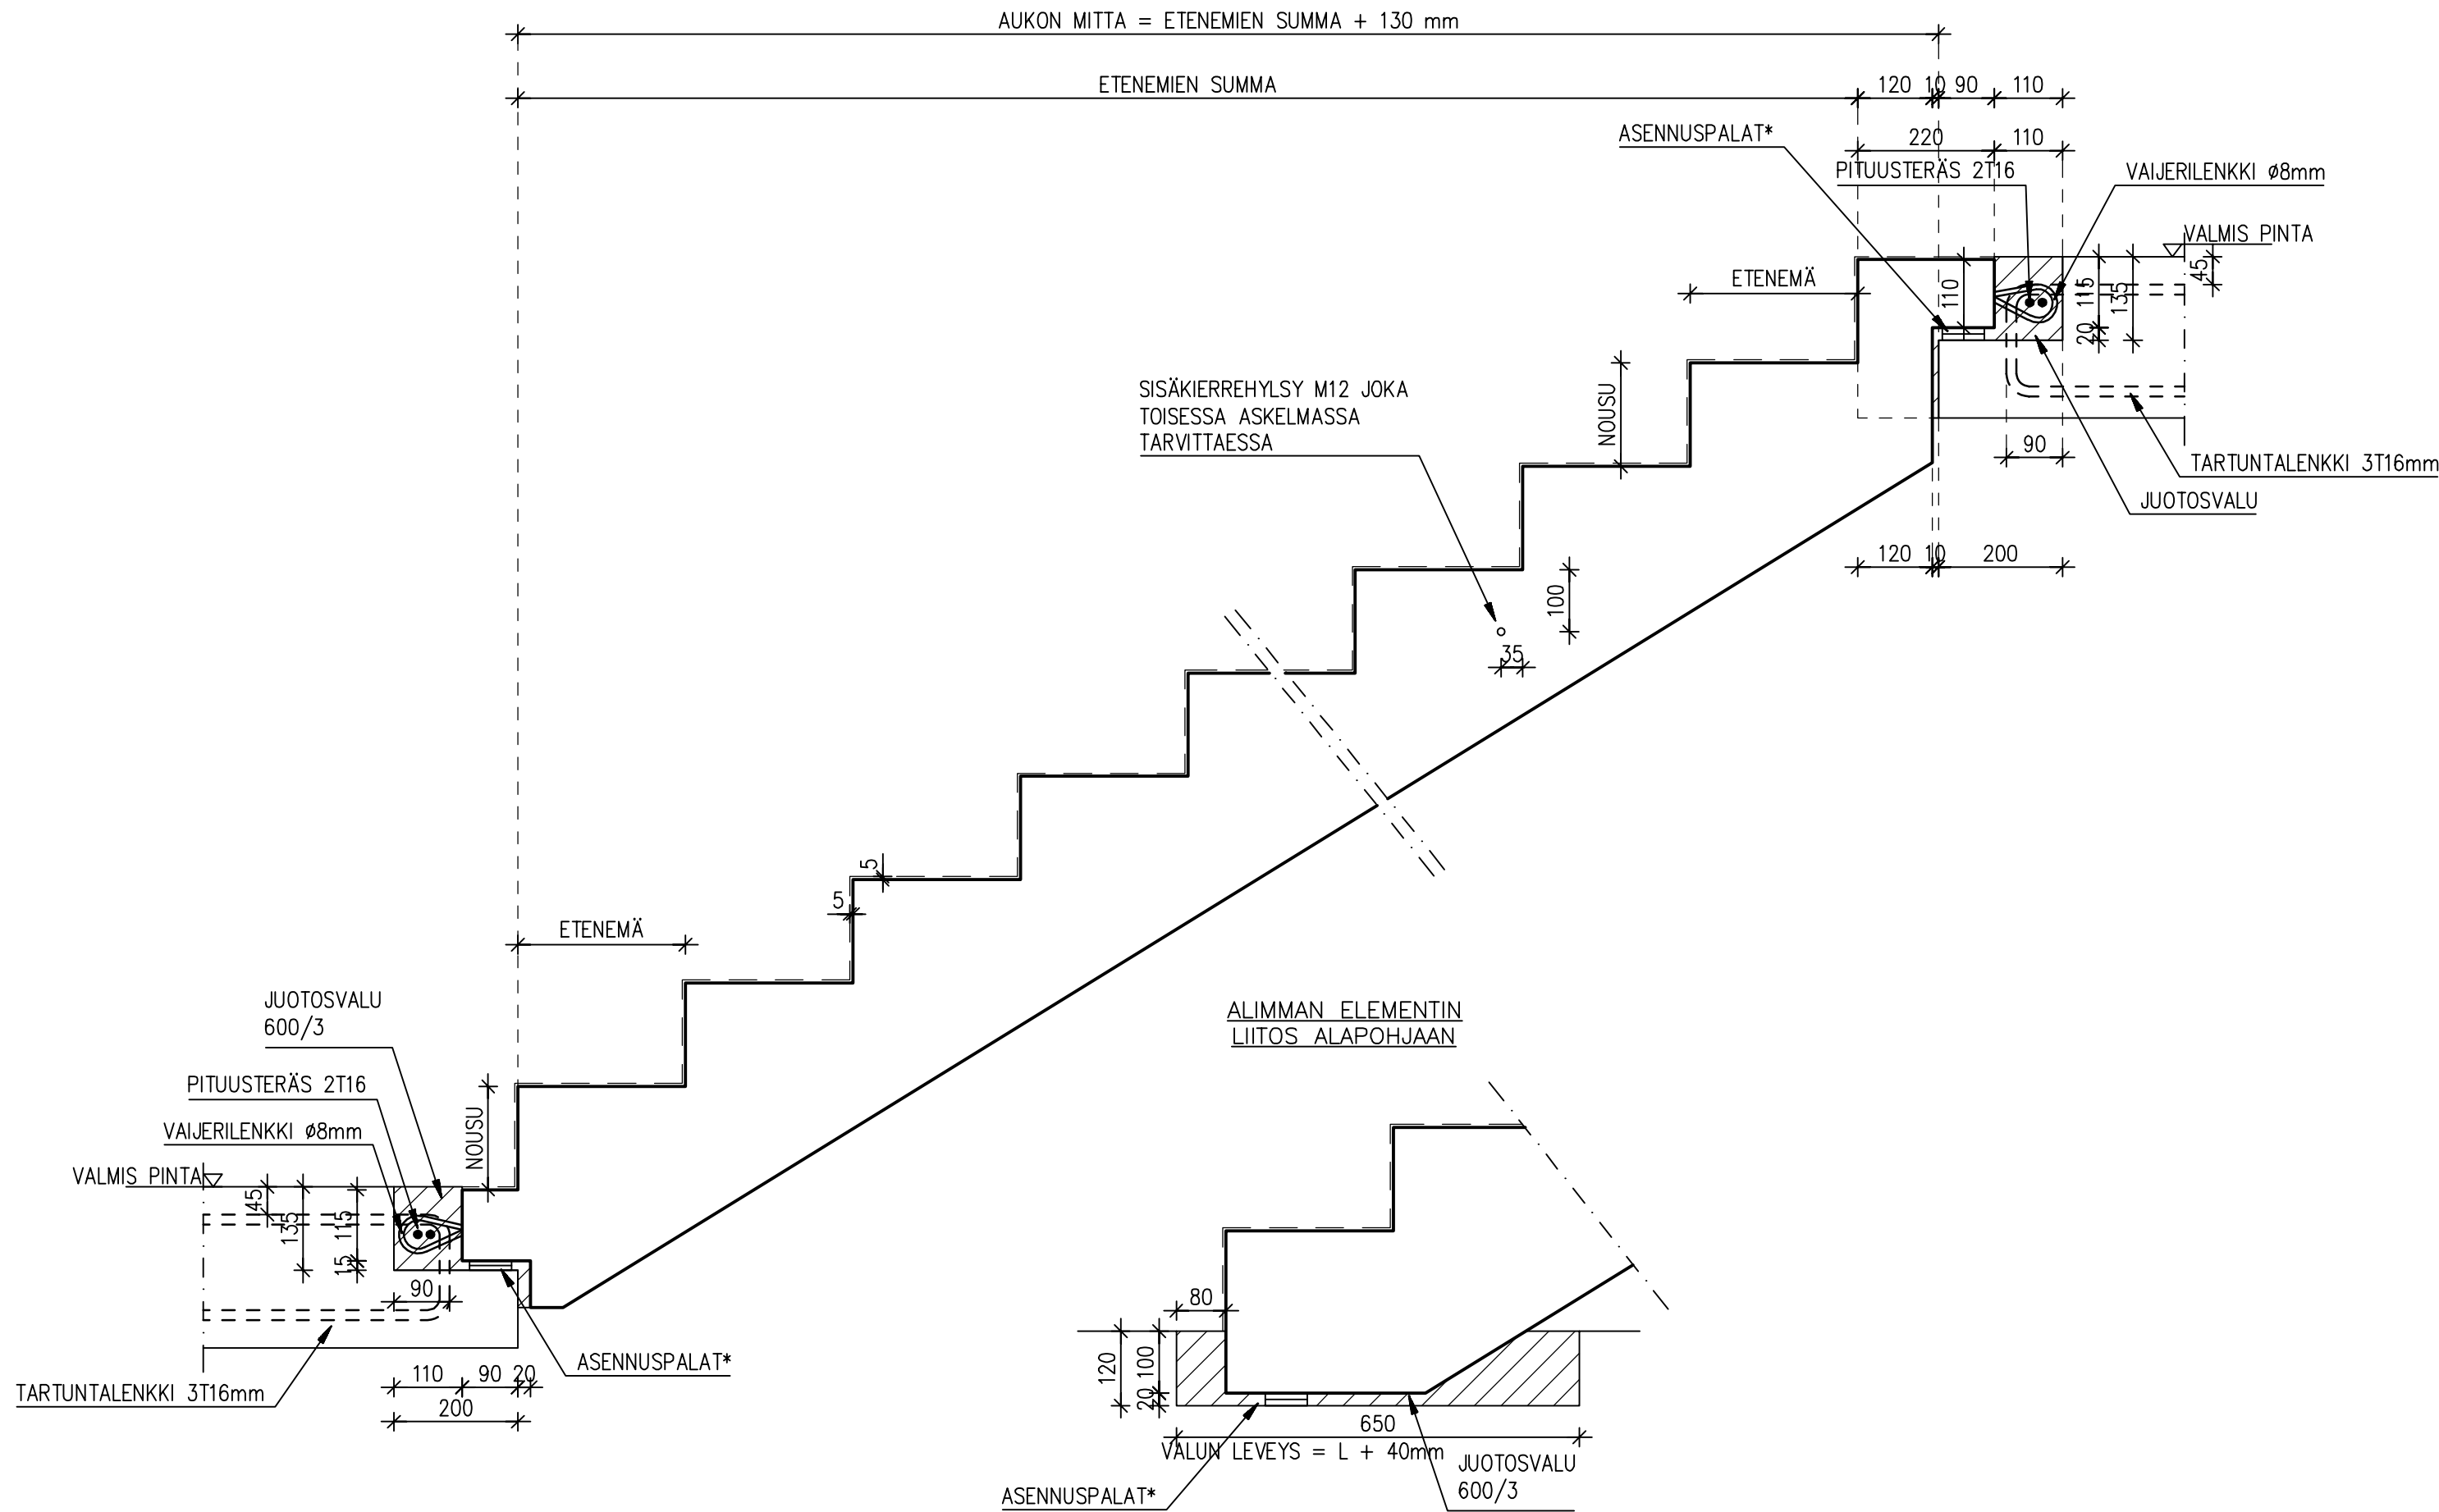 AUKON MITTA = ETENEMIEN SUMMA + 130 mm
ETENEMIEN SUMMA
120 10 90 110
ASENNUSPALAT*
220 110
PITUUSTERÄS 2T16
VAIJERILENKKI ø8mm
VALMIS PINTA
45
ETENEMÄ
110
115
135
20
SISÄKIERREHYLSY M12 JOKA
TOISESSA ASKELMASSA
TARVITTAESSA
NOUSU
90
TARTUNTALENKKI 3T16mm
JUOTOSVALU
120 10 200
100
35
5
5
ETENEMÄ
JUOTOSVALU
600/3
PITUUSTERÄS 2T16
VAIJERILENKKI ø8mm
NOUSU
VALMIS PINTA
45
135
115
15
90
ASENNUSPALAT*
110 90 20
TARTUNTALENKKI 3T16mm
200
ALIMMAN ELEMENTIN
LIITOS ALAPOHJAAN
80
120
100
20
650
VALUN LEVEYS = L + 40mm
JUOTOSVALU
600/3
ASENNUSPALAT*